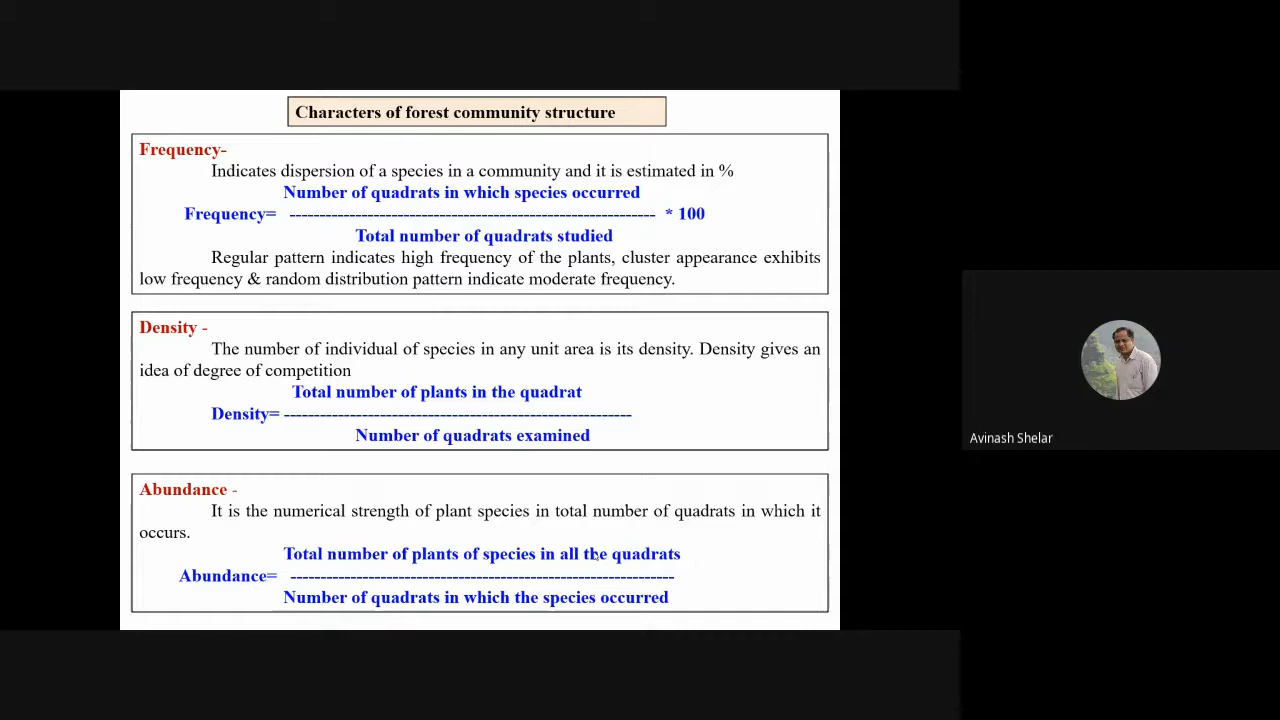 Characters of forest community structure
Frequency-
Indicates dispersion of a species in a community and it is estimated in %
Number of quadrats in which species occurred
Frequency= ------------------------------------------------------------- * 100
Total number of quadrats studied
Regular pattern indicates high frequency of the plants, cluster appearance exhibits
low frequency & random distribution pattern indicate moderate frequency.
Density -
The number of individual of species in any unit area is its density. Density gives an
idea of degree of competition
Total number of plants in the quadrat
Density= ----------------------------------------------------------
Number of quadrats examined
Abundance -
It is the numerical strength of plant species in total number of quadrats in which it
occurs.
Total number of plants of species in all the quadrats
Abundance= ----------------------------------------------------------------
Number of quadrats in which the species occurred
Avinash Shelar